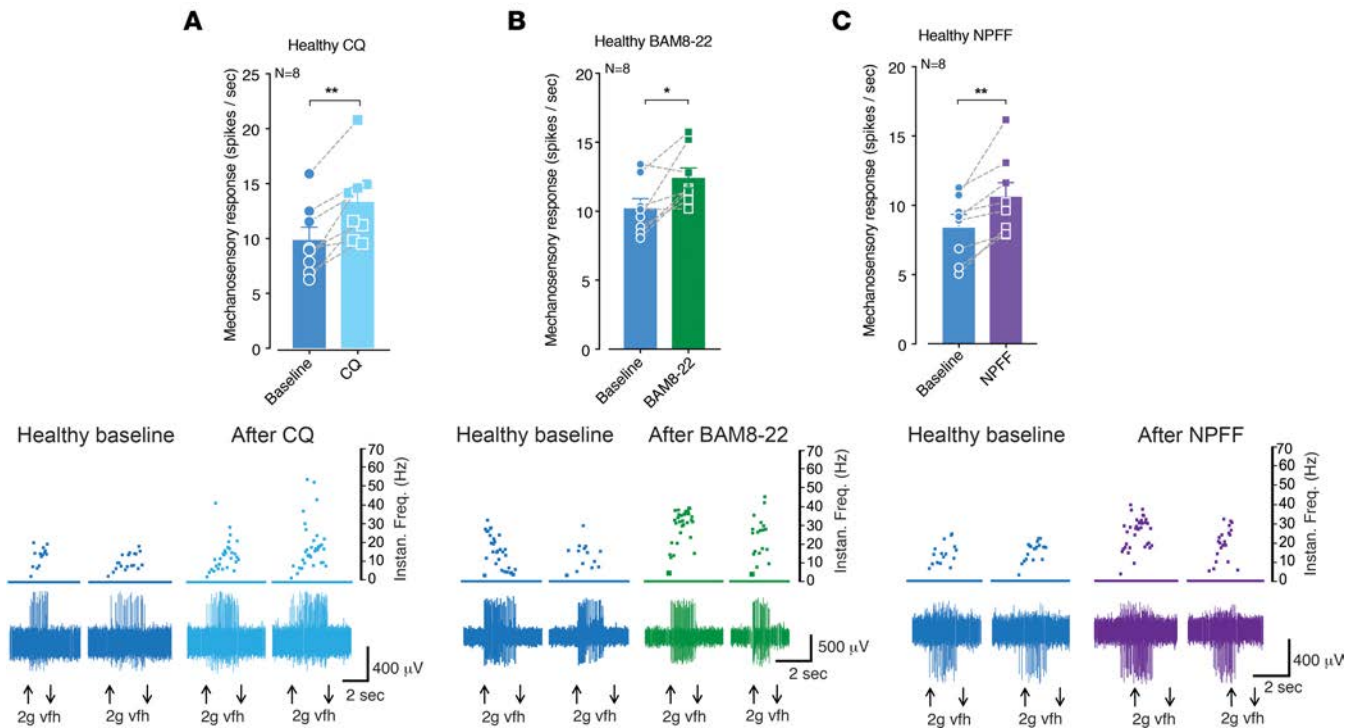 A
Healthy CQ
N=8
**
Mechanosensory response (spikes / sec)
25
20
15
10
5
0
Baseline
CQ
B
Healthy BAM8-22
N=8
*
Mechanosensory response (spikes / sec)
20
15
10
5
0
Baseline
BAM8-22
C
Healthy NPFF
N=8
**
Mechanosensory response (spikes / sec)
20
15
10
5
0
Baseline
NPFF
Healthy baseline
After CQ
70
60
50
40
30
20
10
0
Instan. Freq. (Hz)
400 μV
2 sec
2g vfh
2g vfh
2g vfh
2g vfh
Healthy baseline
After BAM8-22
70
60
50
40
30
20
10
0
Instan. Freq. (Hz)
500 μV
2 sec
2g vfh
2g vfh
2g vfh
2g vfh
Healthy baseline
After NPFF
70
60
50
40
30
20
10
0
Instan. Freq. (Hz)
400 μV
2 sec
2g vfh
2g vfh
2g vfh
2g vfh